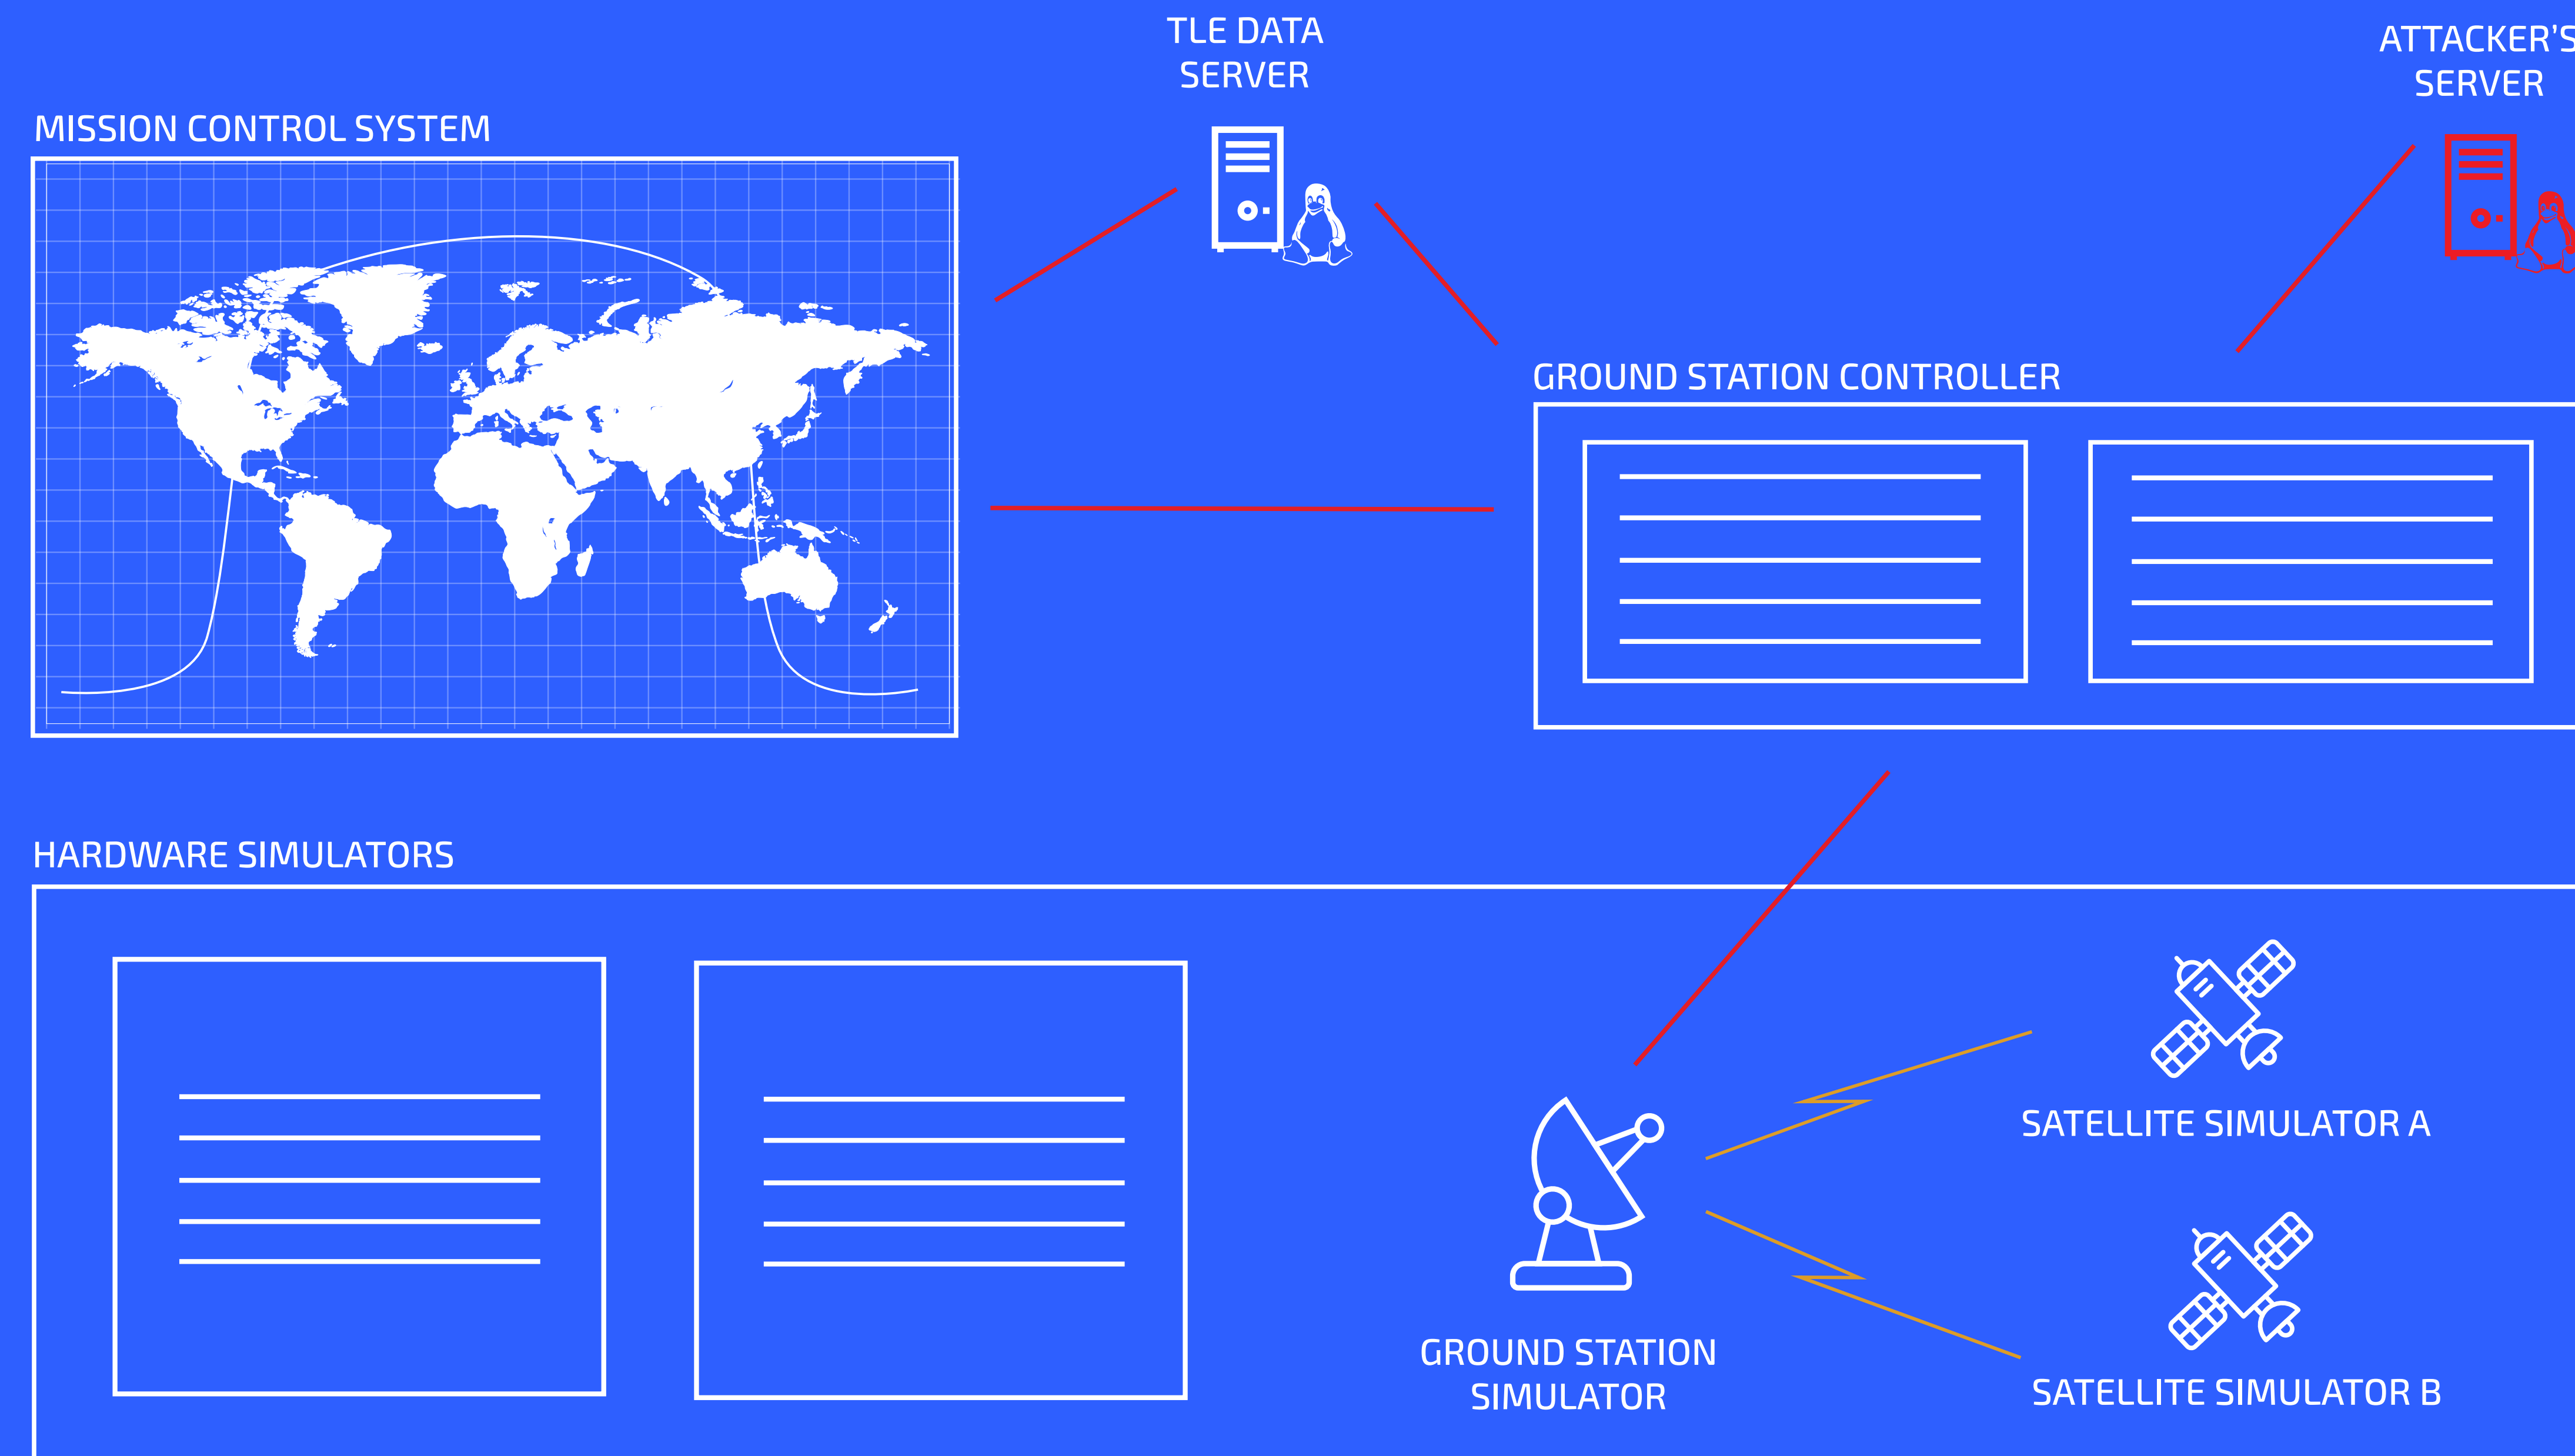 TLE DATA
SERVER
ATTACKER'S
SERVER
MISSION CONTROL SYSTEM
GROUND STATION CONTROLLER
HARDWARE SIMULATORS
SATELLITE SIMULATOR A
GROUND STATION
SIMULATOR
SATELLITE SIMULATOR B